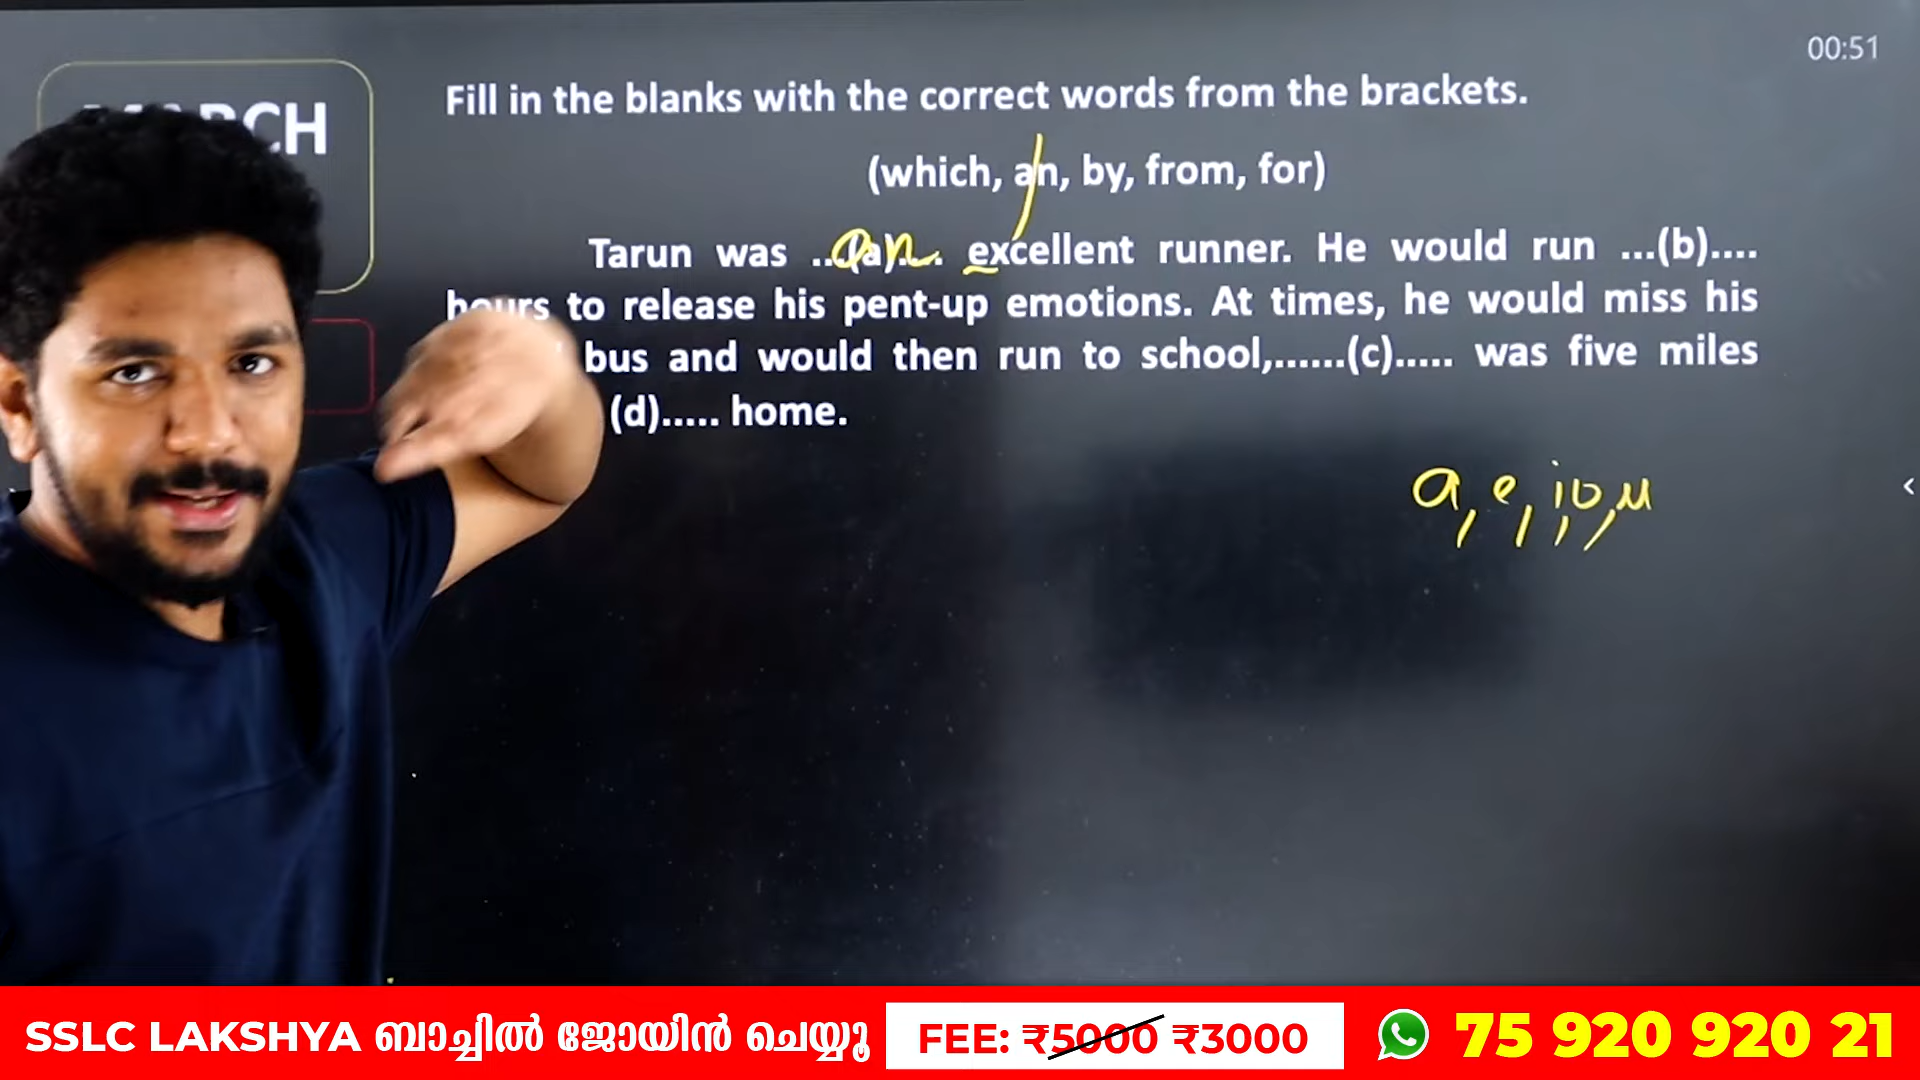 00:51
Fill in the blanks with the correct words from the brackets.
(which, an, by, from, for)
Tarun was ...(a).... excellent runner. He would run ...(b)....
an
hours to release his pent-up emotions. At times, he would miss his
bus and would then run to school,......(c)..... was five miles
(d)..... home.
a, e, i, o, u
SSLC LAKSHYA ബാച്ചിൽ ജോയിൻ ചെയ്യൂ
FEE: ₹5000 ₹3000
75 920 920 21